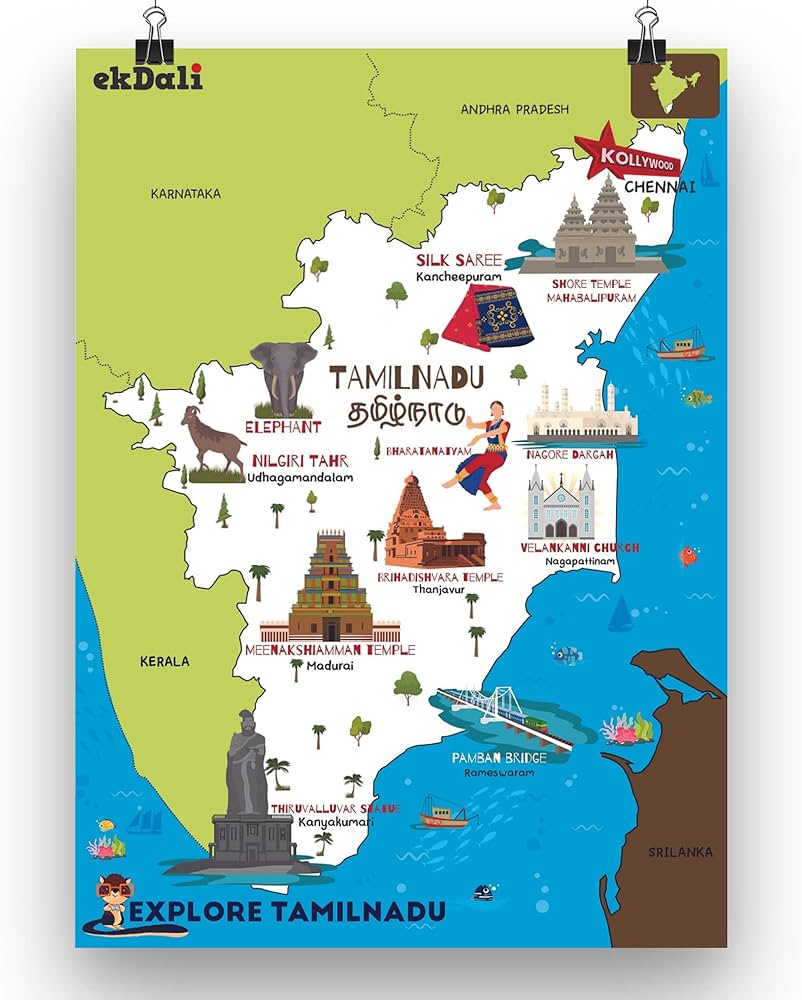 ekDali
ANDHRA PRADESH
KARNATAKA
KOLLYWOOD
CHENNAI
SILK SAREE
Kancheepuram
SHORE TEMPLE
MAHABALIPURAM
TAMILNADU
தமிழ்நாடு
ELEPHANT
BHARATANATYAM
NAGORE DARGAH
NILGIRI TAHR
Udhagamandalam
VELANKANNI CHURCH
Nagapattinam
BRIHADISHVARA TEMPLE
Thanjavur
MEENAKSHIAMMAN TEMPLE
Madurai
KERALA
PAMBAN BRIDGE
Rameswaram
THIRUVALLUVAR STATUE
Kanyakumari
SRILANKA
EXPLORE TAMILNADU